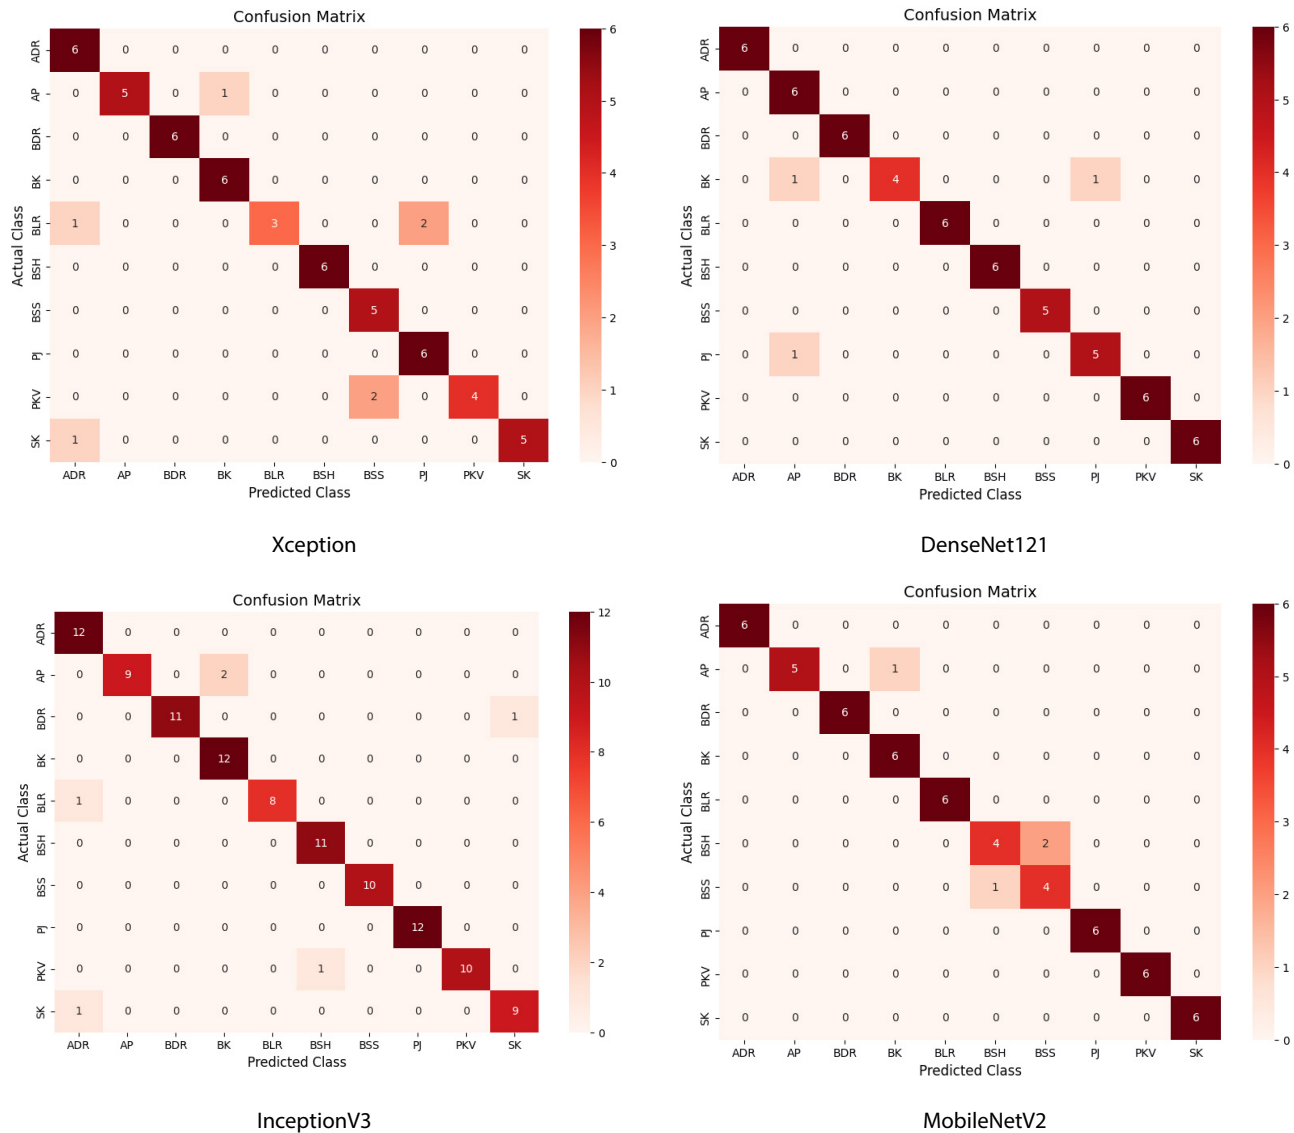 Confusion Matrix
ADR 6 0 0 0 0 0 0 0 0 0
AP 0 5 0 1 0 0 0 0 0 0
BDR 0 0 6 0 0 0 0 0 0 0
BK 0 0 0 6 0 0 0 0 0 0
BLR 1 0 0 0 3 0 0 2 0 0
BSH 0 0 0 0 0 6 0 0 0 0
BSS 0 0 0 0 0 0 5 0 0 0
PJ 0 0 0 0 0 0 0 6 0 0
PKV 0 0 0 0 0 0 2 0 4 0
SK 1 0 0 0 0 0 0 0 0 5
ADR AP BDR BK BLR BSH BSS PJ PKV SK
Actual Class
Predicted Class
6
5
4
3
2
1
0
Xception
Confusion Matrix
ADR 6 0 0 0 0 0 0 0 0 0
AP 0 6 0 0 0 0 0 0 0 0
BDR 0 0 6 0 0 0 0 0 0 0
BK 0 1 0 4 0 0 0 1 0 0
BLR 0 0 0 0 6 0 0 0 0 0
BSH 0 0 0 0 0 6 0 0 0 0
BSS 0 0 0 0 0 0 5 0 0 0
PJ 0 1 0 0 0 0 0 5 0 0
PKV 0 0 0 0 0 0 0 0 6 0
SK 0 0 0 0 0 0 0 0 0 6
ADR AP BDR BK BLR BSH BSS PJ PKV SK
Actual Class
Predicted Class
6
5
4
3
2
1
0
DenseNet121
Confusion Matrix
ADR 12 0 0 0 0 0 0 0 0 0
AP 0 9 0 2 0 0 0 0 0 0
BDR 0 0 11 0 0 0 0 0 0 1
BK 0 0 0 12 0 0 0 0 0 0
BLR 1 0 0 0 8 0 0 0 0 0
BSH 0 0 0 0 0 11 0 0 0 0
BSS 0 0 0 0 0 0 10 0 0 0
PJ 0 0 0 0 0 0 0 12 0 0
PKV 0 0 0 0 0 1 0 0 10 0
SK 1 0 0 0 0 0 0 0 0 9
ADR AP BDR BK BLR BSH BSS PJ PKV SK
Actual Class
Predicted Class
12
10
8
6
4
2
0
InceptionV3
Confusion Matrix
ADR 6 0 0 0 0 0 0 0 0 0
AP 0 5 0 1 0 0 0 0 0 0
BDR 0 0 6 0 0 0 0 0 0 0
BK 0 0 0 6 0 0 0 0 0 0
BLR 0 0 0 0 6 0 0 0 0 0
BSH 0 0 0 0 0 4 2 0 0 0
BSS 0 0 0 0 0 1 4 0 0 0
PJ 0 0 0 0 0 0 0 6 0 0
PKV 0 0 0 0 0 0 0 0 6 0
SK 0 0 0 0 0 0 0 0 0 6
ADR AP BDR BK BLR BSH BSS PJ PKV SK
Actual Class
Predicted Class
6
5
4
3
2
1
0
MobileNetV2